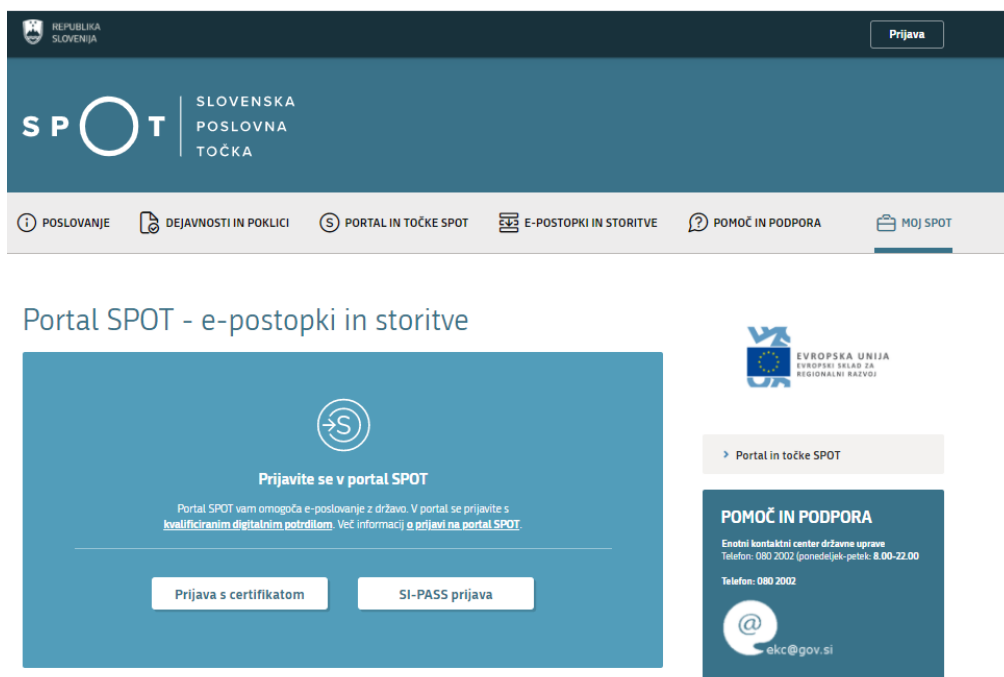 REPUBLIKA
SLOVENIJA
Prijava
SPOT
SLOVENSKA
POSLOVNA
TOČKA
POSLOVANJE
DEJAVNOSTI IN POKLICI
PORTAL IN TOČKE SPOT
E-POSTOPKI IN STORITVE
POMOČ IN PODPORA
MOJ SPOT
Portal SPOT - e-postopki in storitve
S
Prijavite se v portal SPOT
Portal SPOT vam omogoča e-poslovanje z državo. V portal se prijavite s
kvalificiranim digitalnim potrdilom. Več informacij o prijavi na portal SPOT.
Prijava s certifikatom
SI-PASS prijava
EVROPSKA UNIJA
EVROPSKI SKLAD ZA
REGIONALNI RAZVOJ
Portal in točke SPOT
POMOČ IN PODPORA
Enotni kontaktni center državne uprave
Telefon: 080 2002 (ponedeljek-petek: 8.00-22.00
Telefon: 080 2002
@
ekc@gov.si